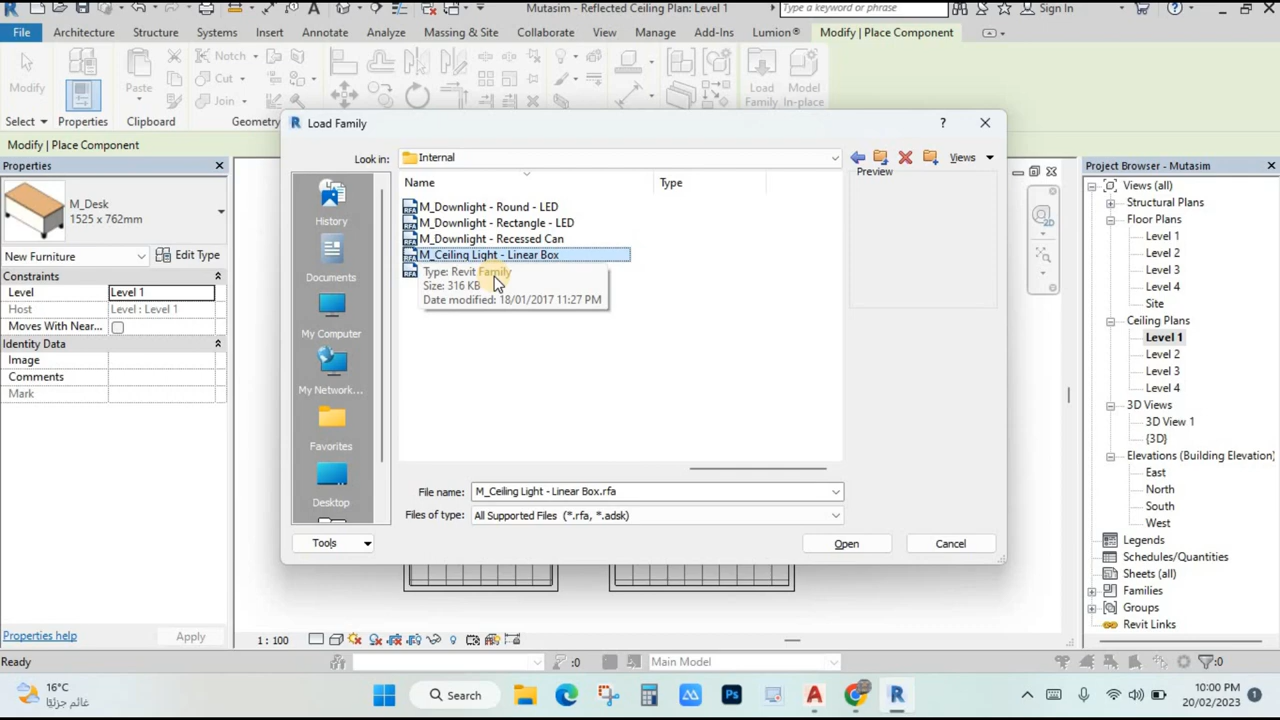 Mutasim - Reflected Ceiling Plan: Level 1
Type a keyword or phrase
Sign In
File
Architecture
Structure
Systems
Insert
Annotate
Analyze
Massing & Site
Collaborate
View
Manage
Add-Ins
Lumion®
Modify | Place Component
Modify
Paste
Notch
Cut
Join
Load
Family
Model
In-place
Select
Properties
Clipboard
Geometry
Modify | Place Component
Properties
M_Desk
1525 x 762mm
New Furniture
Edit Type
Constraints
Level
Level 1
Host
Level : Level 1
Moves With Near...
Identity Data
Image
Comments
Mark
Properties help
Apply
Load Family
Look in:
Internal
Views
Name
Type
Preview
M_Downlight - Round - LED
M_Downlight - Rectangle - LED
M_Downlight - Recessed Can
M_Ceiling Light - Linear Box
Type: Revit Family
Size: 316 KB
Date modified: 18/01/2017 11:27 PM
History
Documents
My Computer
My Network...
Favorites
Desktop
File name:
M_Ceiling Light - Linear Box.rfa
Files of type:
All Supported Files (*.rfa, *.adsk)
Tools
Open
Cancel
Project Browser - Mutasim
Views (all)
Structural Plans
Floor Plans
Level 1
Level 2
Level 3
Level 4
Site
Ceiling Plans
Level 1
Level 2
Level 3
Level 4
3D Views
3D View 1
{3D}
Elevations (Building Elevation)
East
North
South
West
Legends
Schedules/Quantities
Sheets (all)
Families
Groups
Revit Links
1 : 100
Ready
:0
Main Model
:0
16°C
غائم جزئيًا
Search
10:00 PM
20/02/2023